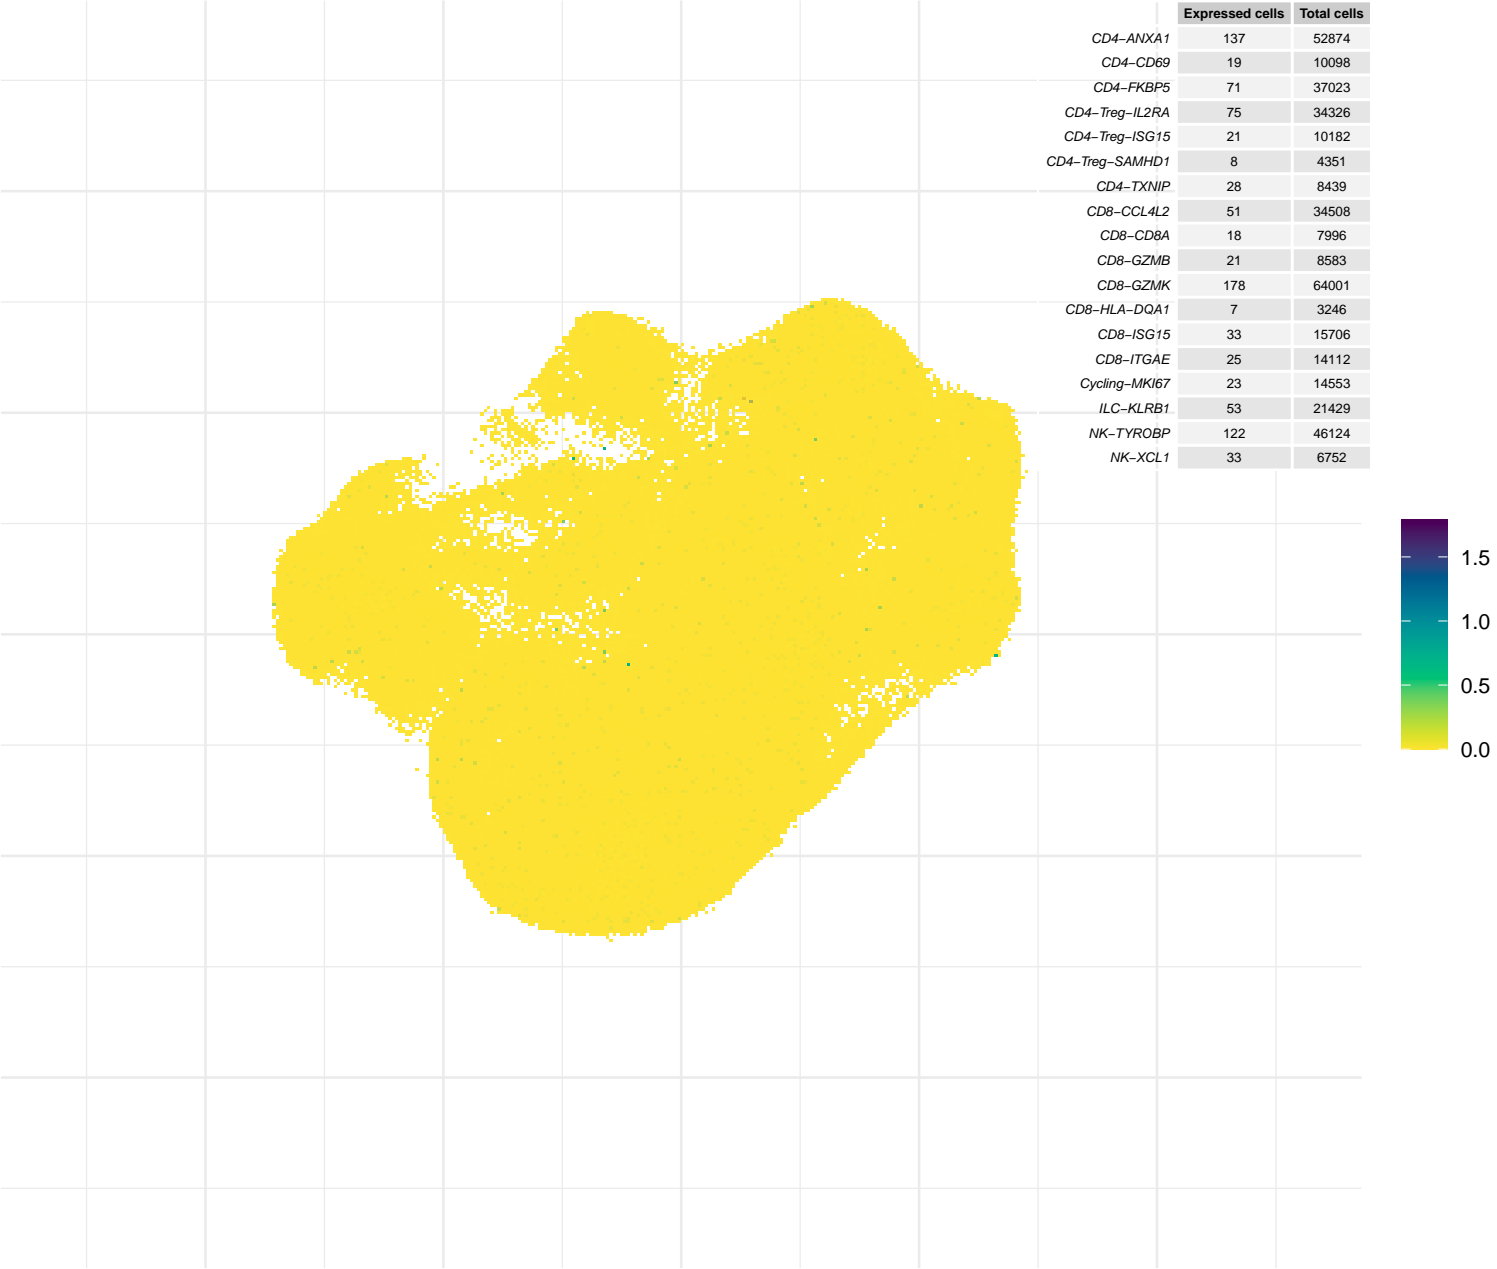 Expressed cells Total cells
CD4−ANXA1 137 52874
CD4−CD69 19 10098
CD4−FKBP5 71 37023
CD4−Treg−IL2RA 75 34326
CD4−Treg−ISG15 21 10182
CD4−Treg−SAMHD1 8 4351
CD4−TXNIP 28 8439
CD8−CCL4L2 51 34508
CD8−CD8A 18 7996
CD8−GZMB 21 8583
CD8−GZMK 178 64001
CD8−HLA−DQA1 7 3246
CD8−ISG15 33 15706
CD8−ITGAE 25 14112
Cycling−MKI67 23 14553
ILC−KLRB1 53 21429
NK−TYROBP 122 46124
NK−XCL1 33 6752
1.5
1.0
0.5
0.0